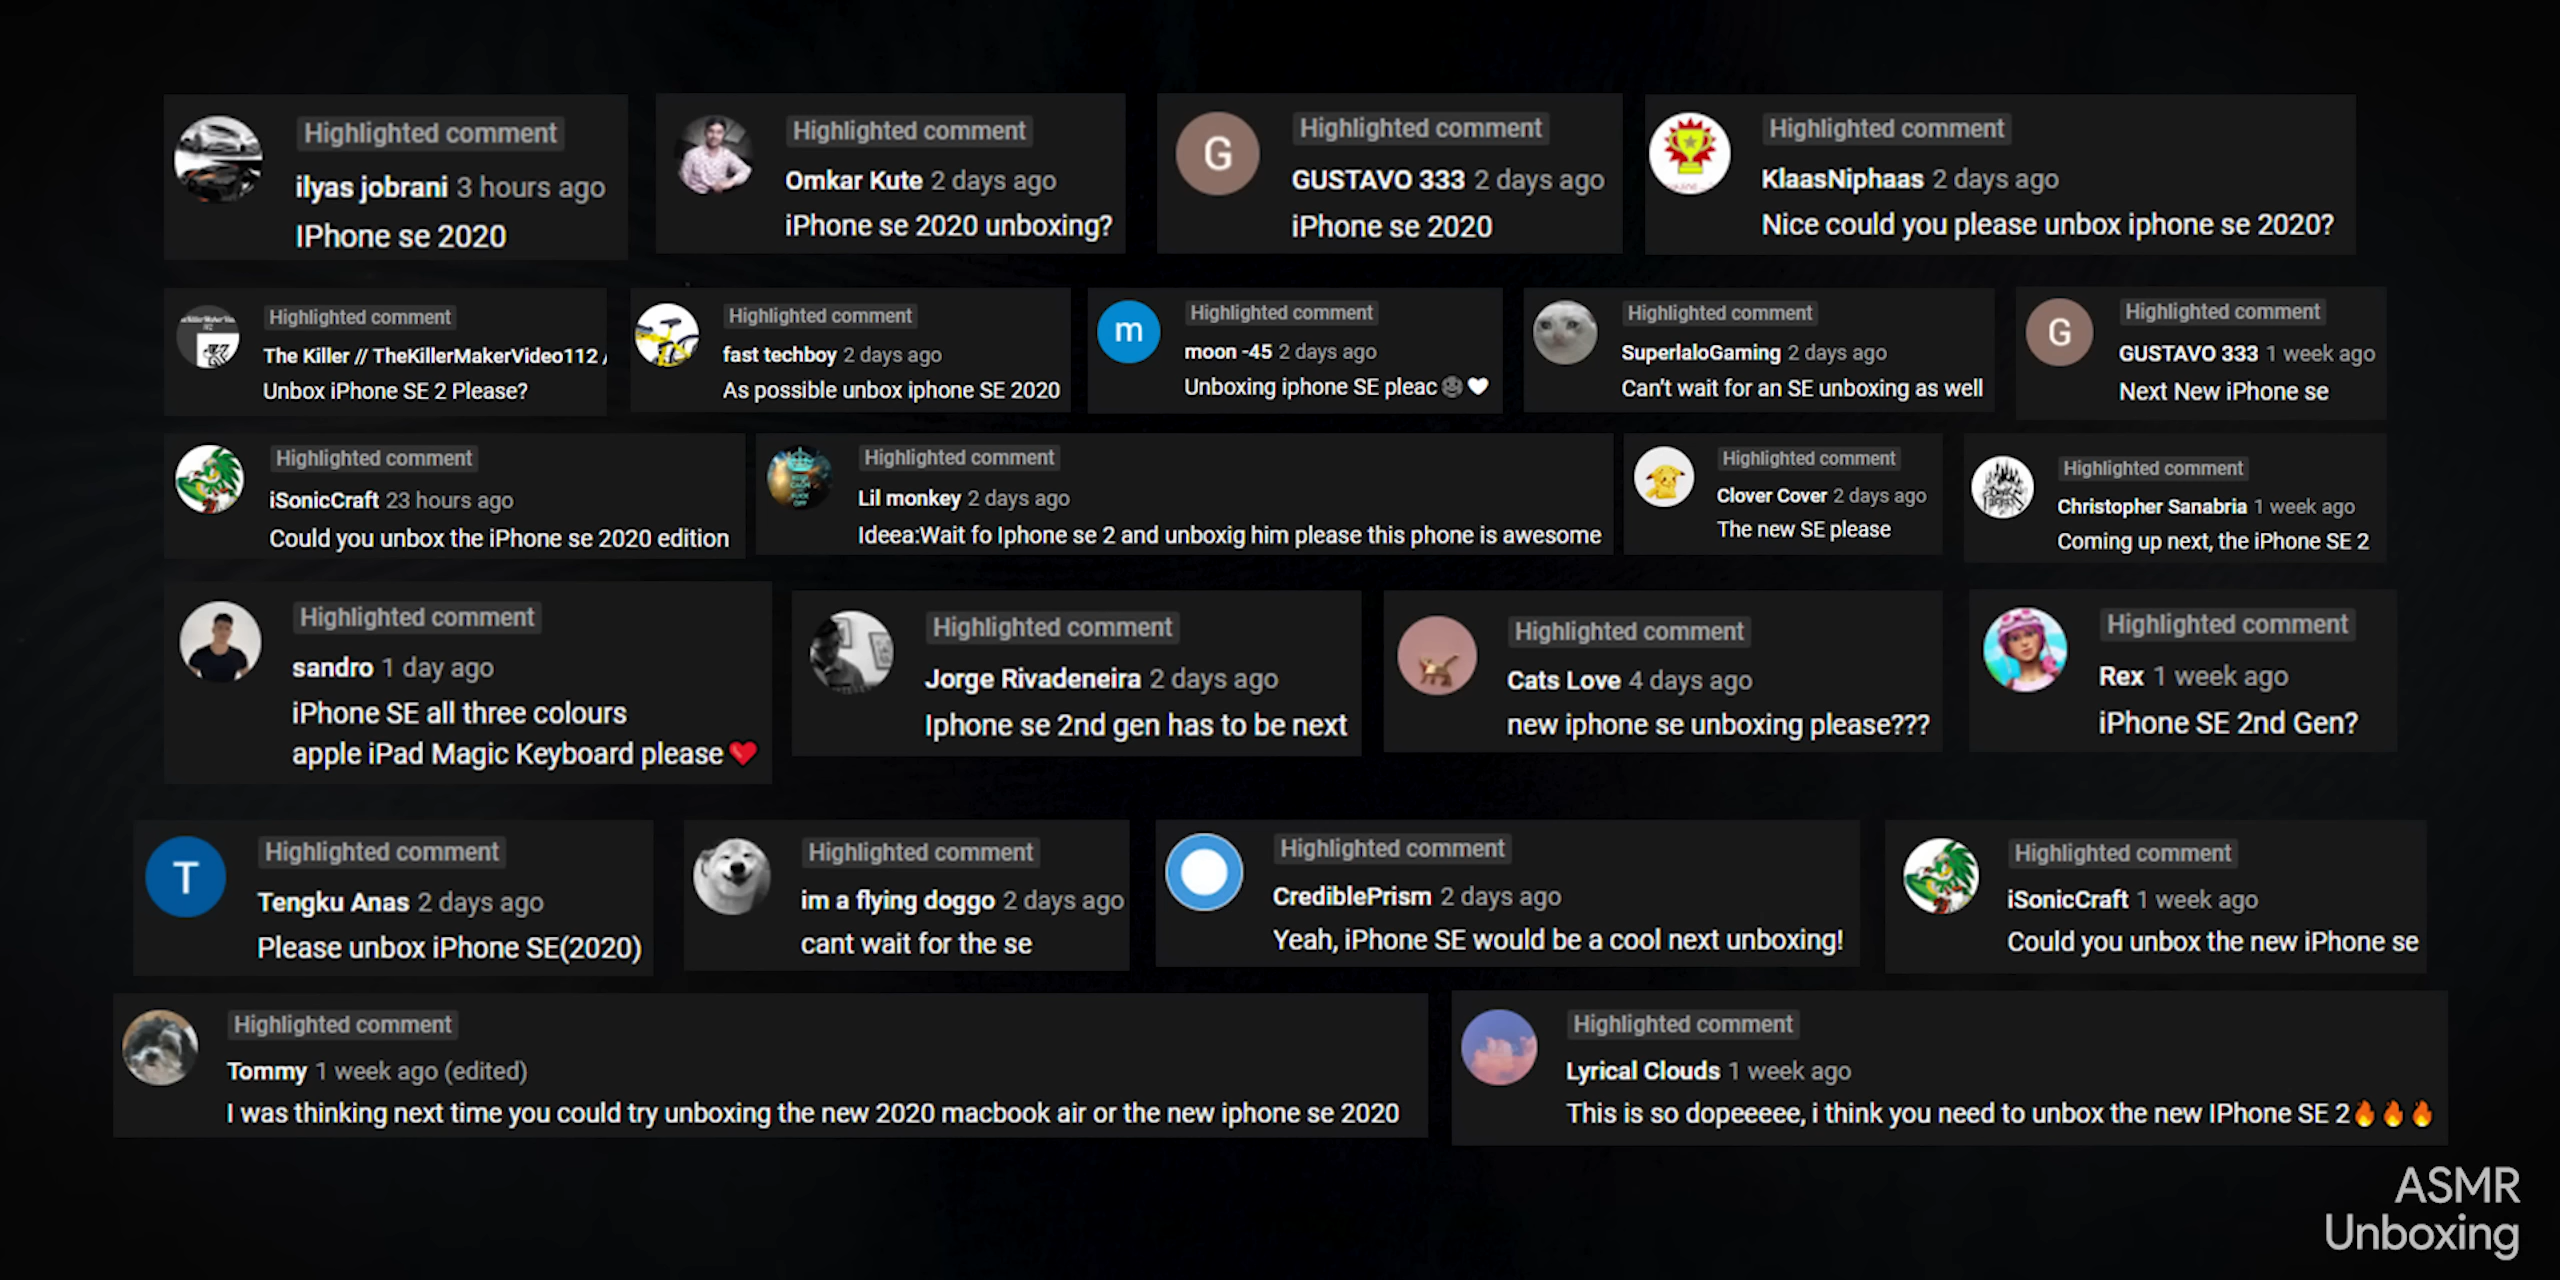 Highlighted comment
ilyas jobrani 3 hours ago
IPhone se 2020
Highlighted comment
Omkar Kute 2 days ago
iPhone se 2020 unboxing?
G
Highlighted comment
GUSTAVO 333 2 days ago
iPhone se 2020
Highlighted comment
KlaasNiphaas 2 days ago
Nice could you please unbox iphone se 2020?
Highlighted comment
The Killer // TheKillerMakerVideo112 /
Unbox iPhone SE 2 Please?
Highlighted comment
fast techboy 2 days ago
As possible unbox iphone SE 2020
m
Highlighted comment
moon -45 2 days ago
Unboxing iphone SE pleac
Highlighted comment
SuperlaloGaming 2 days ago
Can't wait for an SE unboxing as well
G
Highlighted comment
GUSTAVO 333 1 week ago
Next New iPhone se
Highlighted comment
iSonicCraft 23 hours ago
Could you unbox the iPhone se 2020 edition
Highlighted comment
Lil monkey 2 days ago
Ideea:Wait fo Iphone se 2 and unboxig him please this phone is awesome
Highlighted comment
Clover Cover 2 days ago
The new SE please
Highlighted comment
Christopher Sanabria 1 week ago
Coming up next, the iPhone SE 2
Highlighted comment
sandro 1 day ago
iPhone SE all three colours
apple iPad Magic Keyboard please❤️
Highlighted comment
Jorge Rivadeneira 2 days ago
Iphone se 2nd gen has to be next
Highlighted comment
Cats Love 4 days ago
new iphone se unboxing please???
Highlighted comment
Rex 1 week ago
iPhone SE 2nd Gen?
T
Highlighted comment
Tengku Anas 2 days ago
Please unbox iPhone SE(2020)
Highlighted comment
im a flying doggo 2 days ago
cant wait for the se
Highlighted comment
CrediblePrism 2 days ago
Yeah, iPhone SE would be a cool next unboxing!
Highlighted comment
iSonicCraft 1 week ago
Could you unbox the new iPhone se
Highlighted comment
Tommy 1 week ago (edited)
I was thinking next time you could try unboxing the new 2020 macbook air or the new iphone se 2020
Highlighted comment
Lyrical Clouds 1 week ago
This is so dopeeeee, i think you need to unbox the new IPhone SE 2🔥🔥🔥
ASMR
Unboxing